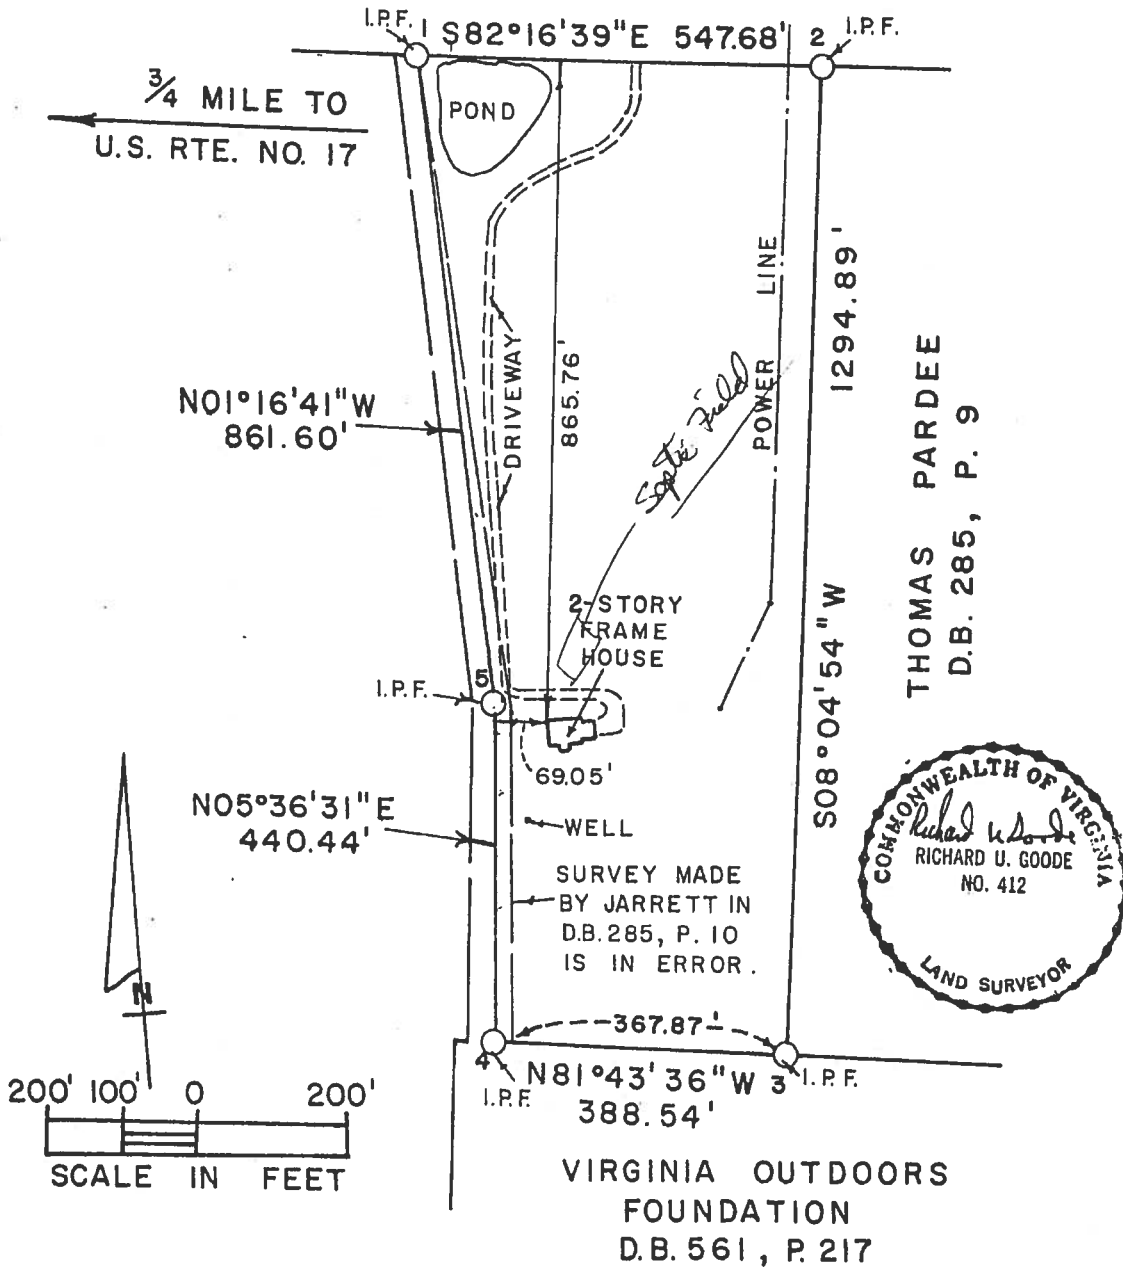 I.P.F. 1 S82°16'39"E 547.68' 2 I.P.F.
3/4 MILE TO
U.S. RTE. NO. 17
POND
POWER LINE
1294.89'
DRIVEWAY
865.76'
N01°16'41"W
861.60'
Septic Field
THOMAS PARDEE
D.B. 285, P. 9
S08°04'54"W
2-STORY
FRAME
HOUSE
5
I.P.F.
69.05'
N05°36'31"E
440.44'
WELL
SURVEY MADE
BY JARRETT IN
D.B. 285, P. 10
IS IN ERROR.
COMMONWEALTH OF VIRGINIA
Richard U. Goode
RICHARD U. GOODE
NO. 412
LAND SURVEYOR
N
367.87'
4 I.P.F. N81°43'36"W 3 I.P.F.
388.54'
200' 100' 0 200'
SCALE IN FEET
VIRGINIA OUTDOORS
FOUNDATION
D.B. 561, P. 217